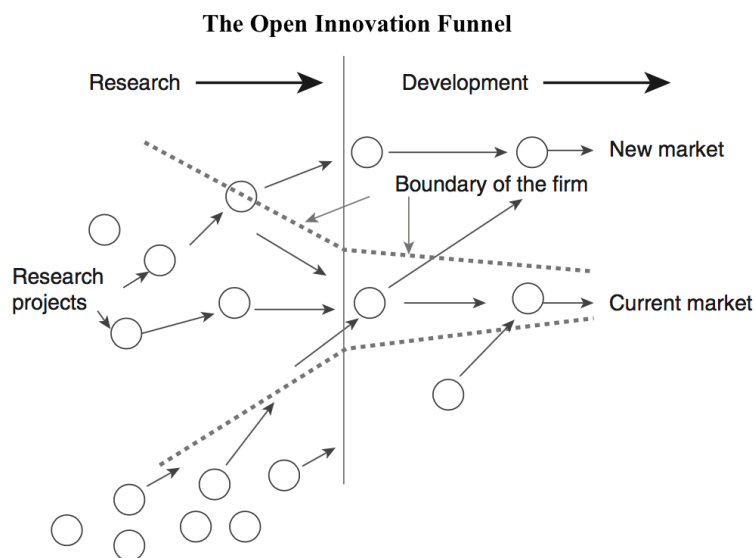 The Open Innovation Funnel
Research
Development
New market
Boundary of the firm
Research
projects
Current market